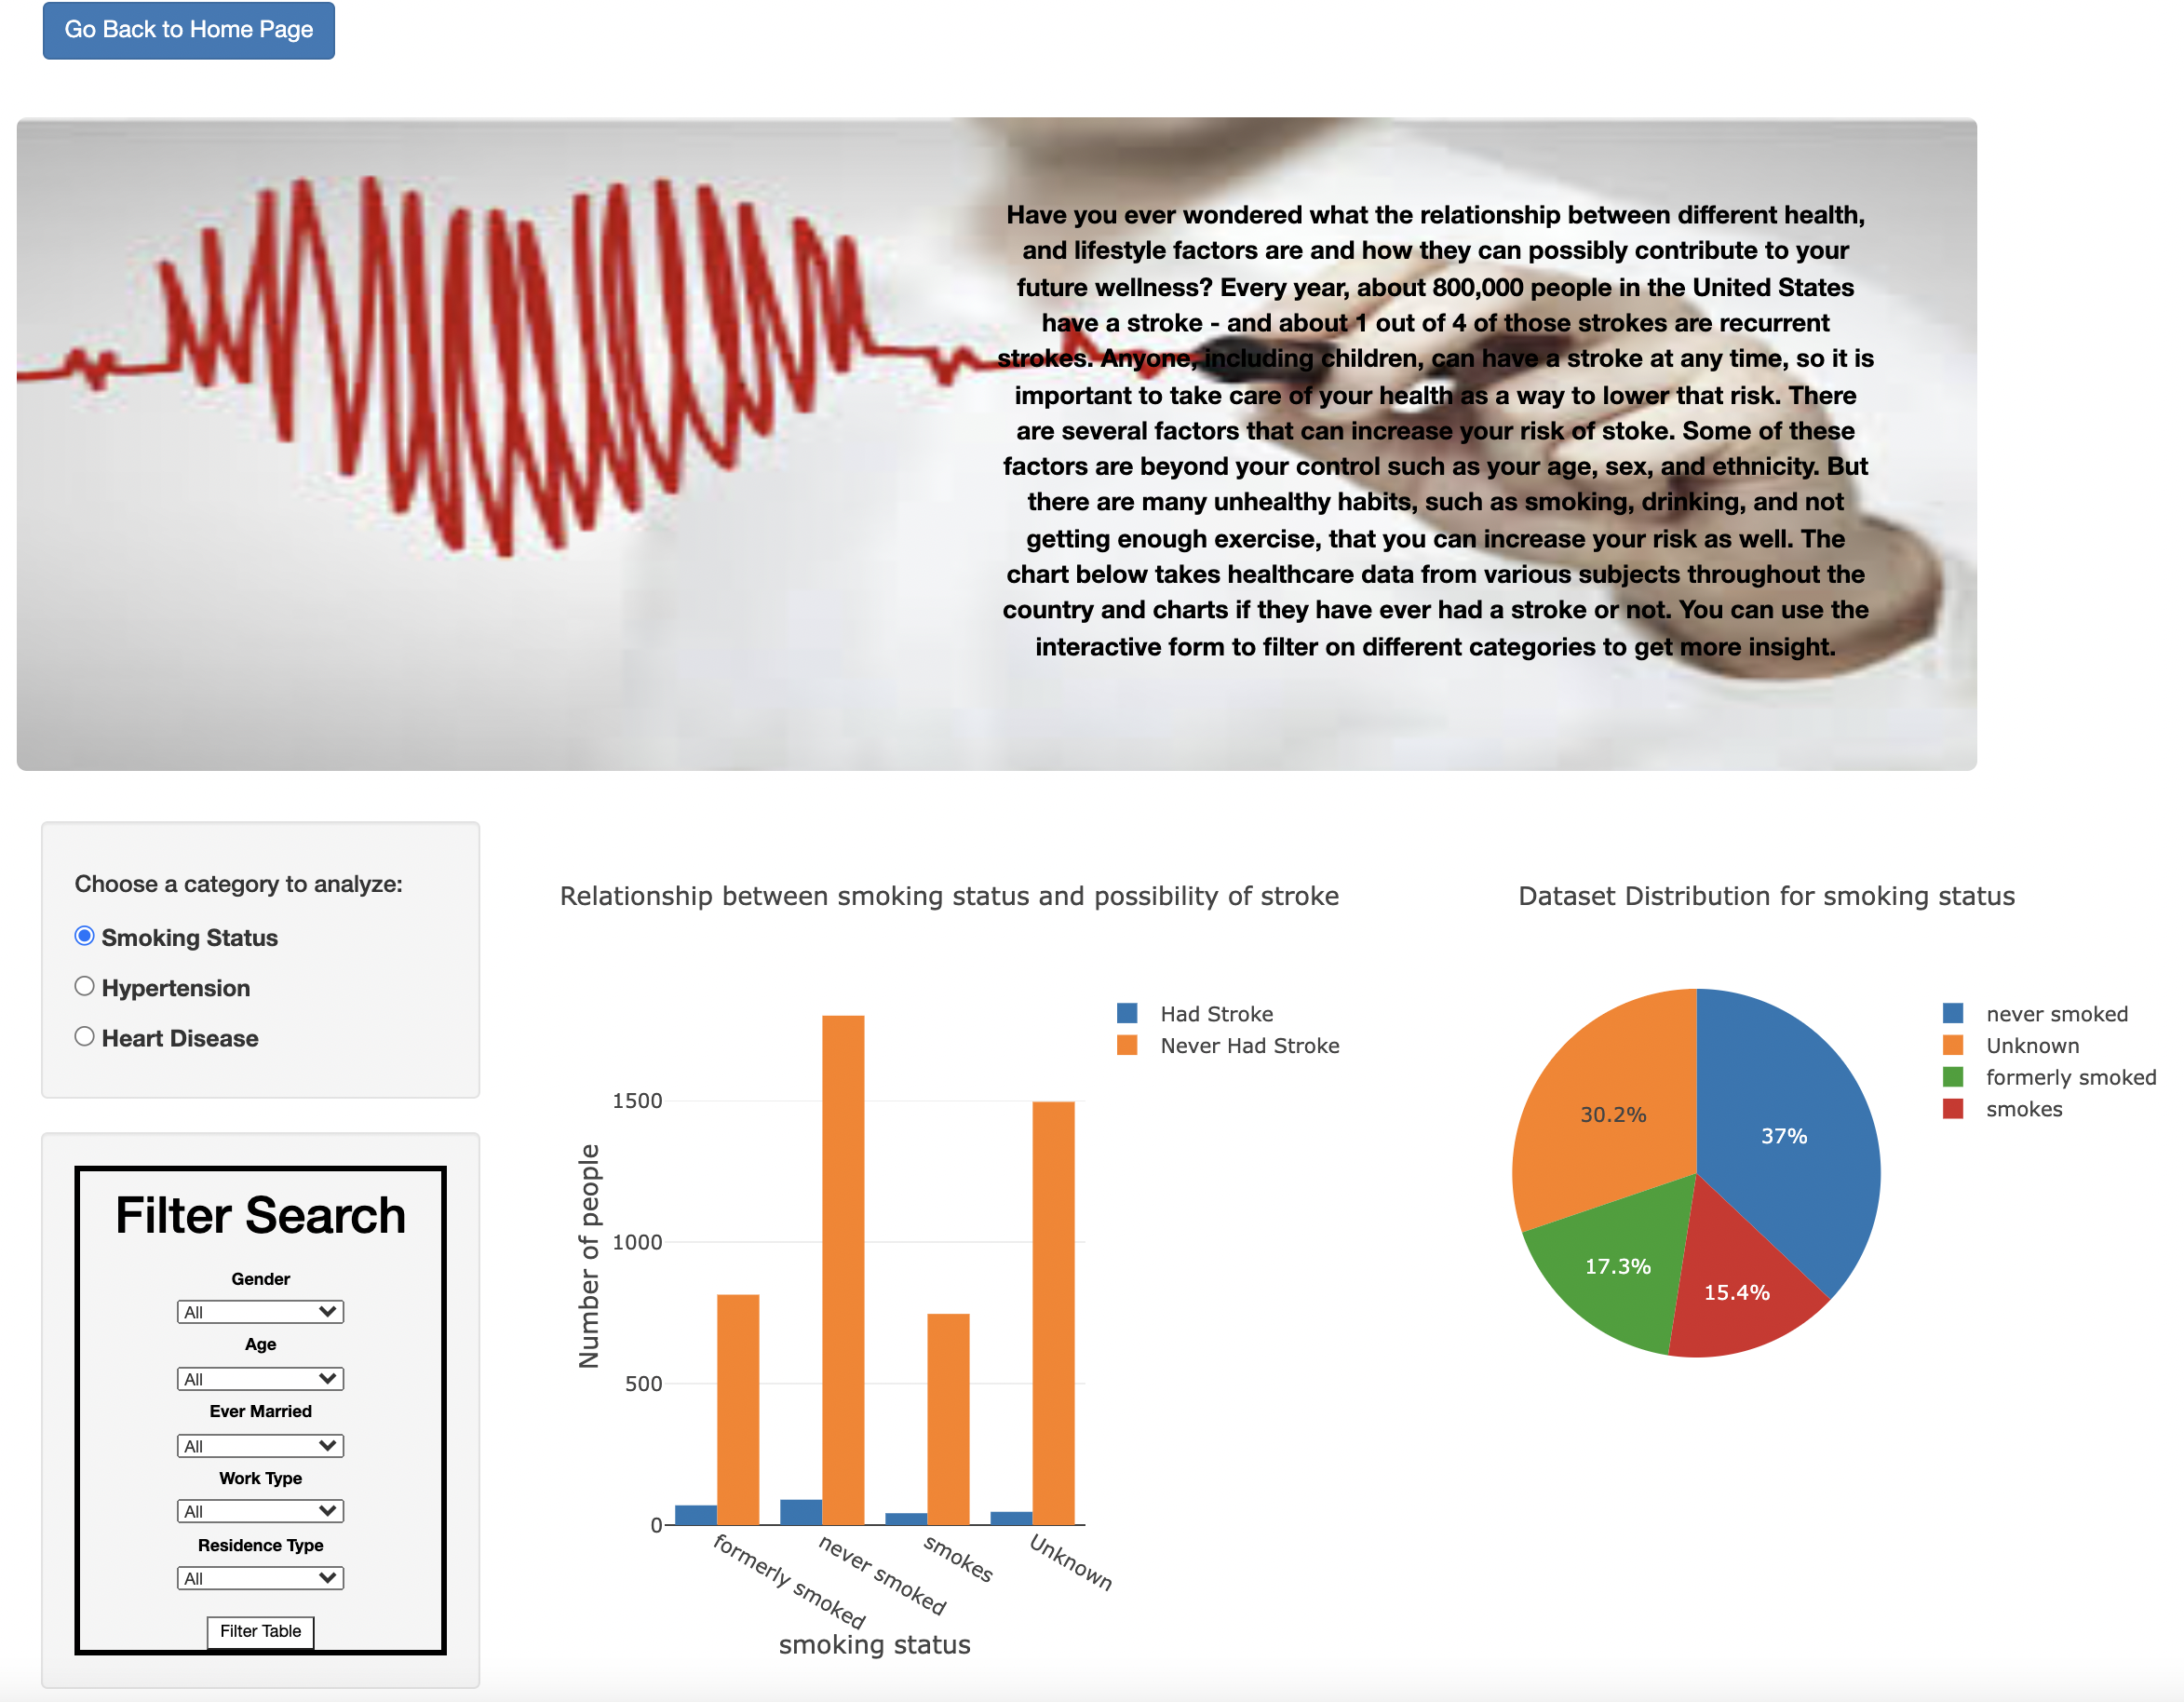 Go Back to Home Page
Have you ever wondered what the relationship between different health,
and lifestyle factors are and how they can possibly contribute to your
future wellness? Every year, about 800,000 people in the United States
have a stroke - and about 1 out of 4 of those strokes are recurrent
strokes. Anyone, including children, can have a stroke at any time, so it is
important to take care of your health as a way to lower that risk. There
are several factors that can increase your risk of stoke. Some of these
factors are beyond your control such as your age, sex, and ethnicity. But
there are many unhealthy habits, such as smoking, drinking, and not
getting enough exercise, that you can increase your risk as well. The
chart below takes healthcare data from various subjects throughout the
country and charts if they have ever had a stroke or not. You can use the
interactive form to filter on different categories to get more insight.
Choose a category to analyze:
Smoking Status
Hypertension
Heart Disease
Filter Search
Gender
All
Age
All
Ever Married
All
Work Type
All
Residence Type
All
Filter Table
Relationship between smoking status and possibility of stroke
Had Stroke
Never Had Stroke
Number of people
1500
1000
500
0
formerly smoked
never smoked
smokes
Unknown
smoking status
Dataset Distribution for smoking status
never smoked
Unknown
formerly smoked
smokes
30.2%
37%
17.3%
15.4%